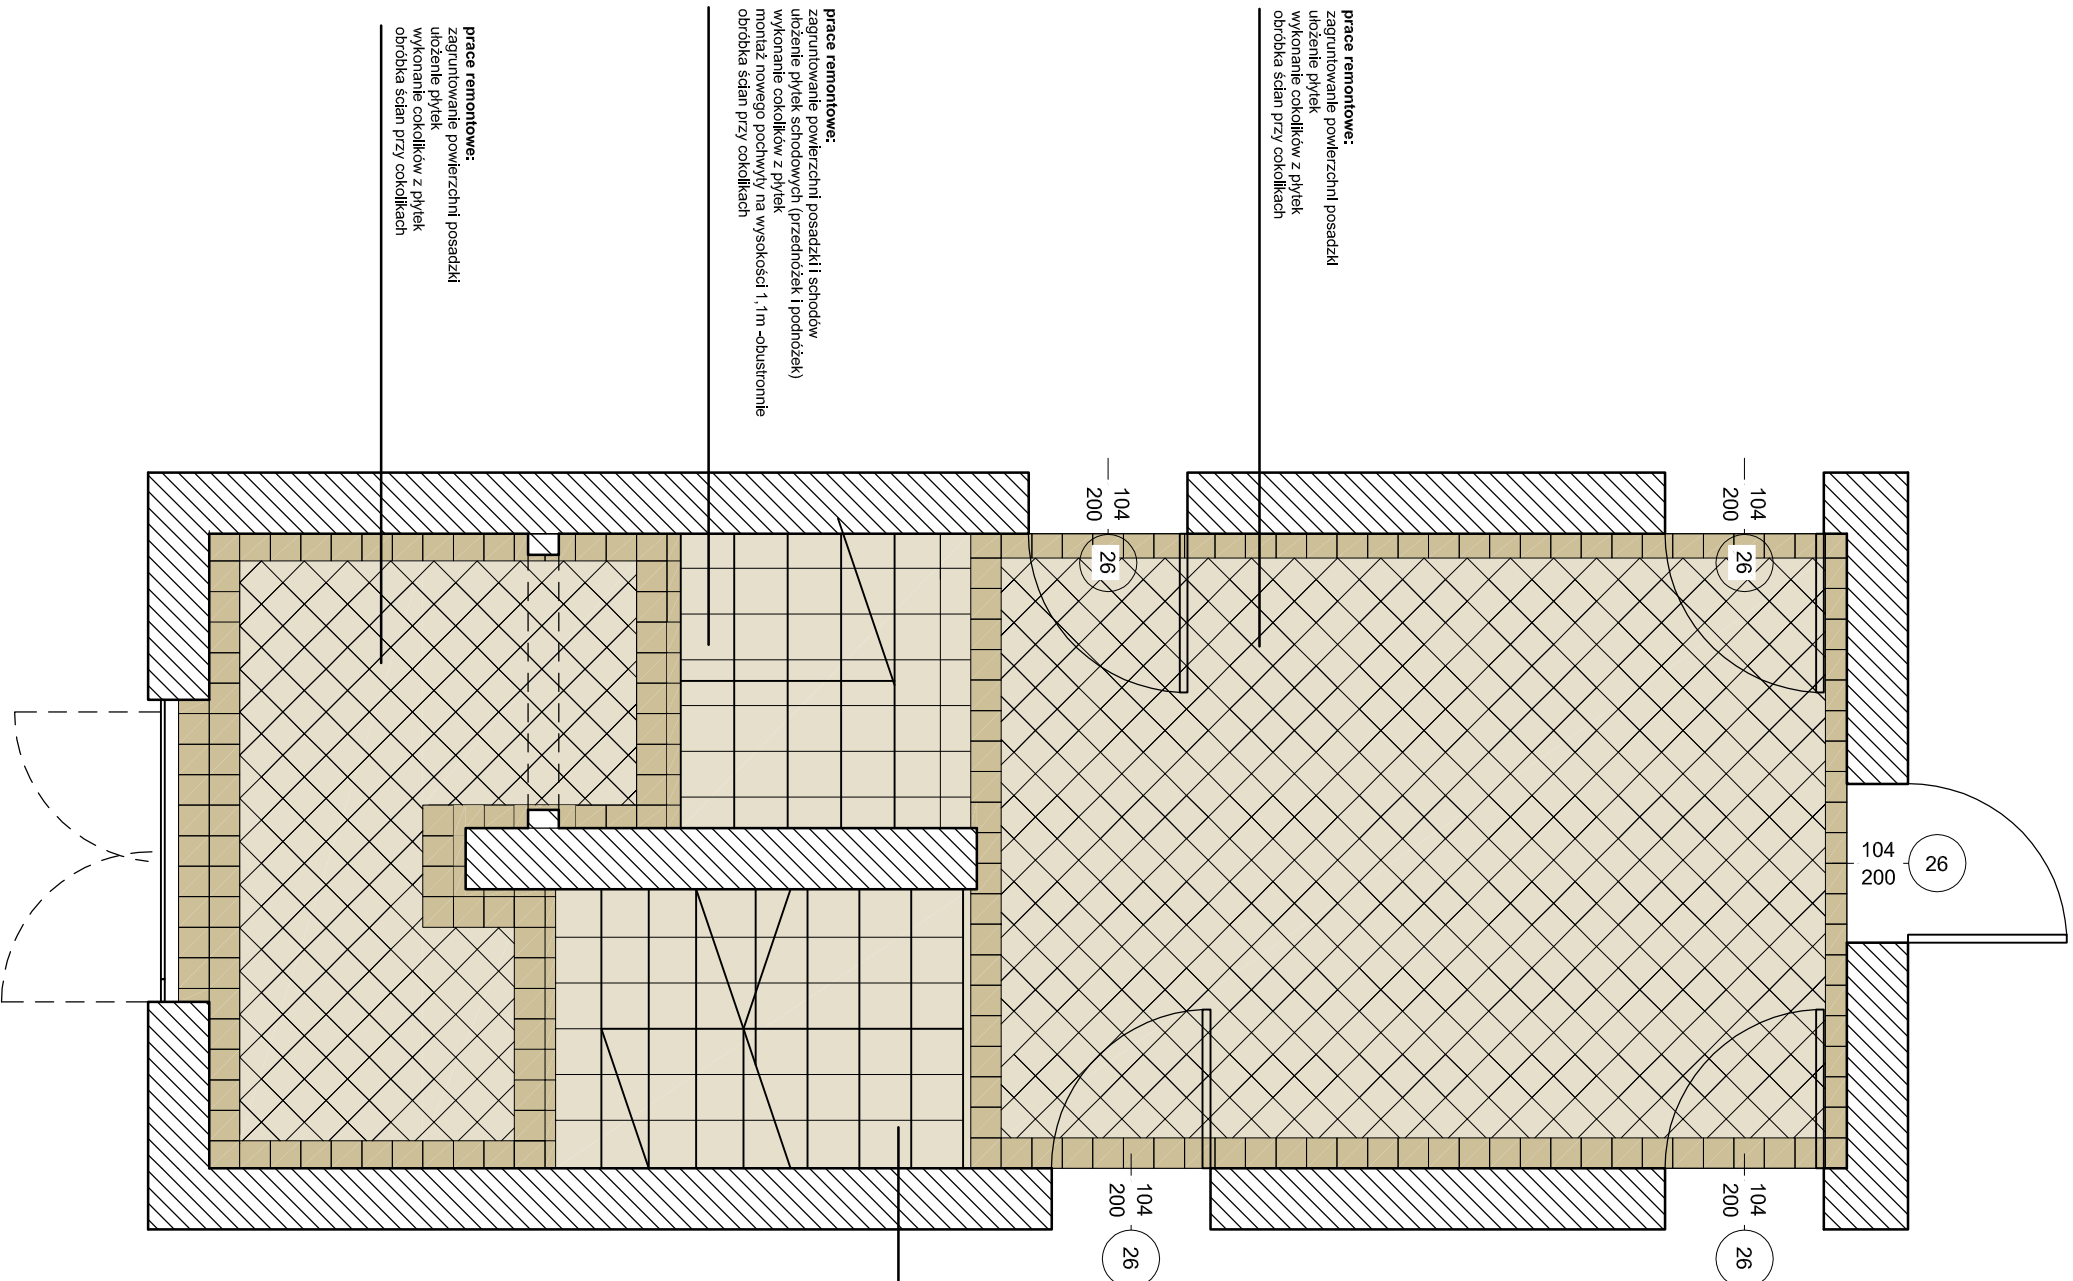 prace remontowe:
zagruntowanie powierzchni posadzki
ułożenie płytek
wykonanie cokolików z płytek
obróbka ścian przy cokolikach
prace remontowe:
zagruntowanie powierzchni posadzki i schodów
ułożenie płytek schodowych (przednóżek i podnóżek)
wykonanie cokolików z płytek
montaż nowego pochwyty na wysokości 1,1m -obustronnie
obróbka ścian przy cokolikach
prace remontowe:
zagruntowanie powierzchni posadzki
ułożenie płytek
wykonanie cokolików z płytek
obróbka ścian przy cokolikach
104
200
26
104
200
26
104
200
26
104
200
26
104
200
26